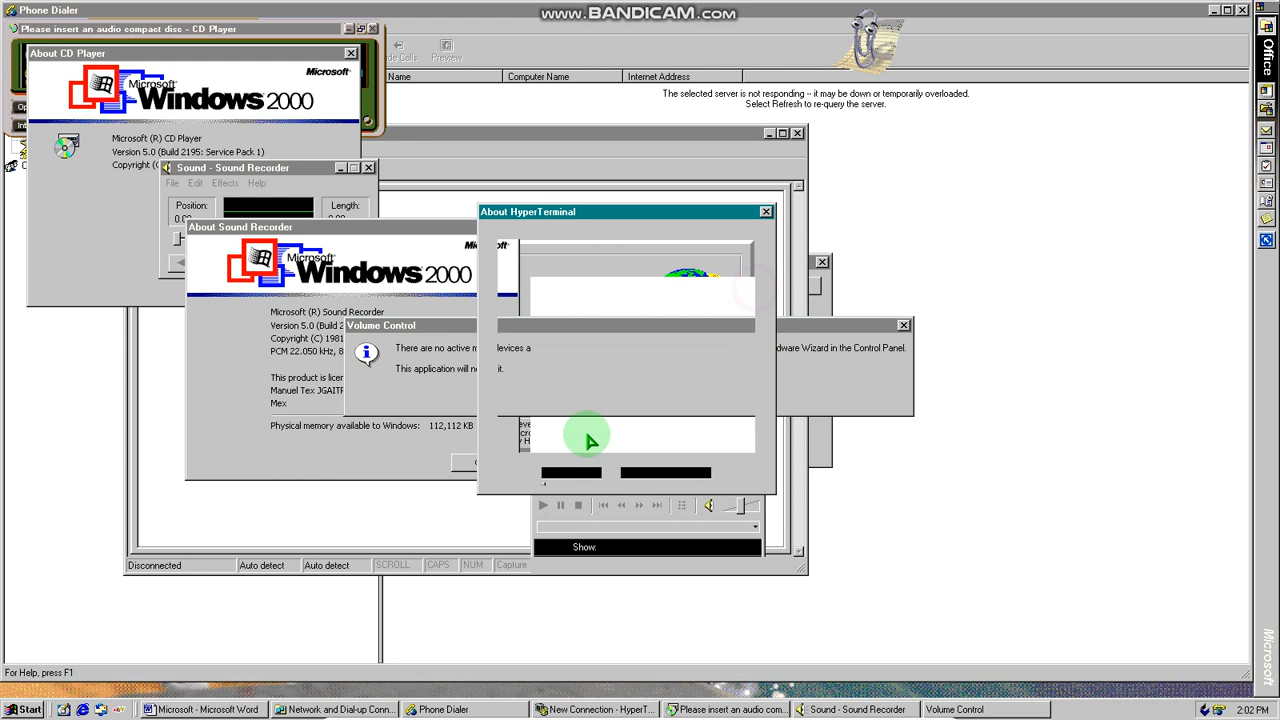 Phone Dialer
www.BANDICAM.com
Please insert an audio compact disc - CD Player
de Calls
Preview
Name
Computer Name
Internet Address
The selected server is not responding -- it may be down or temporarily overloaded.
Select Refresh to re-query the server.
About CD Player
Microsoft
Microsoft
Windows 2000
Microsoft (R) CD Player
Version 5.0 (Build 2195: Service Pack 1)
Copyright (C
Sound - Sound Recorder
File Edit Effects Help
Position:
Length:
About Sound Recorder
Microsoft
Windows 2000
Microsoft (R) Sound Recorder
Version 5.0 (Build 2
Copyright (C) 1981
PCM 22.050 kHz, 8
This product is licen
Manuel Tex JGAITF
Mex
Physical memory available to Windows: 112,112 KB
About HyperTerminal
Volume Control
There are no active m
devices a
dware Wizard in the Control Panel.
This application will n
it.
Show:
Disconnected
Auto detect
Auto detect
SCROLL
CAPS
NUM
Capture
For Help, press F1
Office
Microsoft
Start
Microsoft - Microsoft Word
Network and Dial-up Conn...
Phone Dialer
New Connection - HyperT...
Please insert an audio com...
Sound - Sound Recorder
Volume Control
2:02 PM